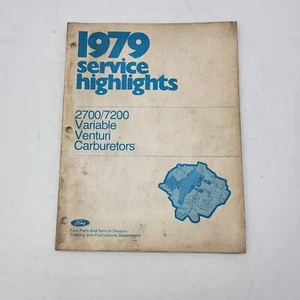 1979
service
highlights
2700/7200
Variable
Venturi
Carburetors
Ford
Ford Parts and Service Division
Training and Publications Department